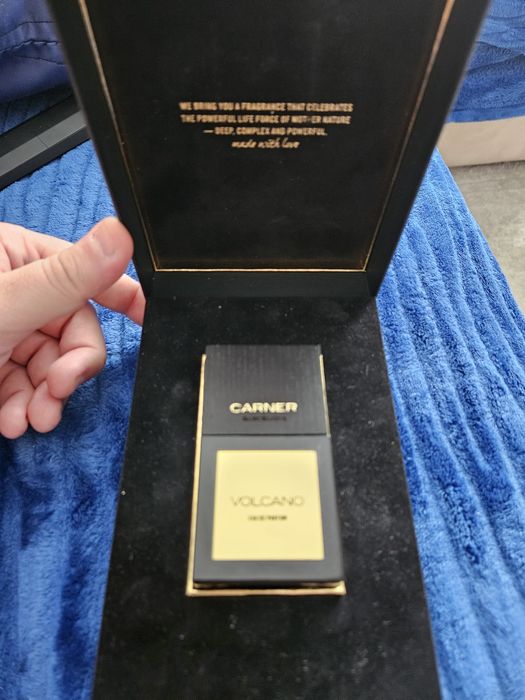 WE BRING YOU A FRAGRANCE THAT CELEBRATES
THE POWERFUL LIFE FORCE OF MOTHER NATURE
— DEEP, COMPLEX AND POWERFUL.
made with love
CARNER
VOLCANO
EAU DE PARFUM